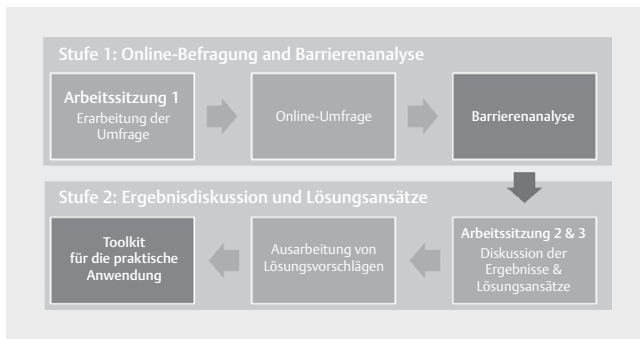 Stufe 1: Online-Befragung and Barrierenanalyse
Arbeitssitzung 1
Erarbeitung der
Umfrage
Online-Umfrage
Barrierenanalyse
Stufe 2: Ergebnisdiskussion und Lösungsansätze
Toolkit
für die praktische
Anwendung
Ausarbeitung von
Lösungsvorschlägen
Arbeitssitzung 2 & 3
Diskussion der
Ergebnisse &
Lösungsansätze